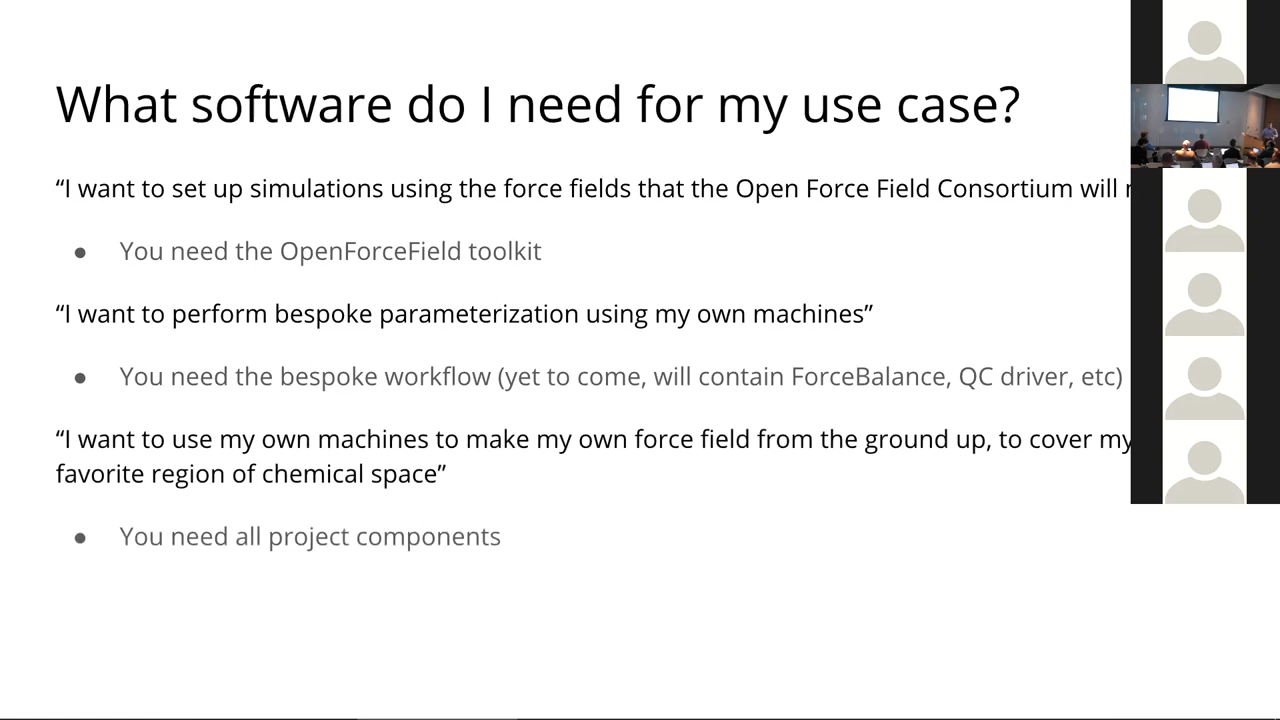 What software do I need for my use case?
“I want to set up simulations using the force fields that the Open Force Field Consortium will
● You need the OpenForceField toolkit
“I want to perform bespoke parameterization using my own machines”
● You need the bespoke workflow (yet to come, will contain ForceBalance, QC driver, etc)
“I want to use my own machines to make my own force field from the ground up, to cover my
favorite region of chemical space”
● You need all project components